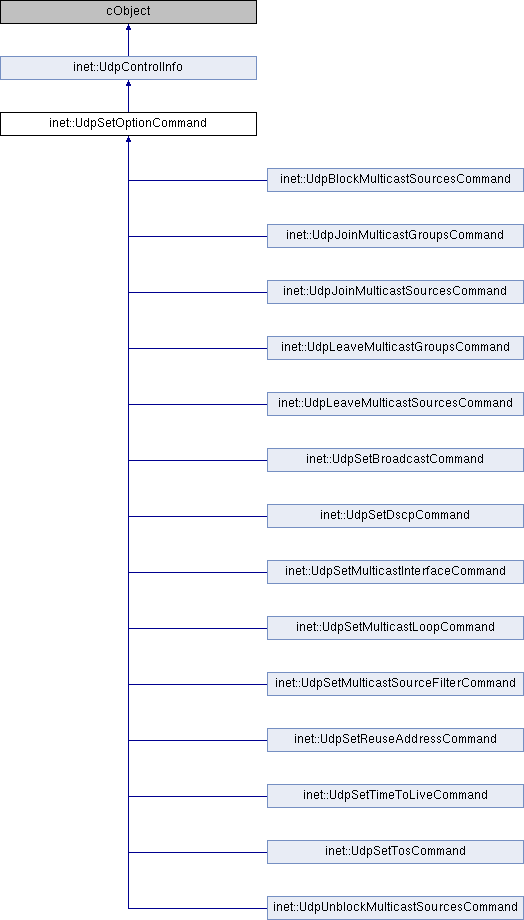 cObject
inet::UdpControlInfo
inet::UdpSetOptionCommand
inet::UdpBlockMulticastSourcesCommand
inet::UdpJoinMulticastGroupsCommand
inet::UdpJoinMulticastSourcesCommand
inet::UdpLeaveMulticastGroupsCommand
inet::UdpLeaveMulticastSourcesCommand
inet::UdpSetBroadcastCommand
inet::UdpSetDscpCommand
inet::UdpSetMulticastInterfaceCommand
inet::UdpSetMulticastLoopCommand
inet::UdpSetMulticastSourceFilterCommand
inet::UdpSetReuseAddressCommand
inet::UdpSetTimeToLiveCommand
inet::UdpSetTosCommand
inet::UdpUnblockMulticastSourcesCommand